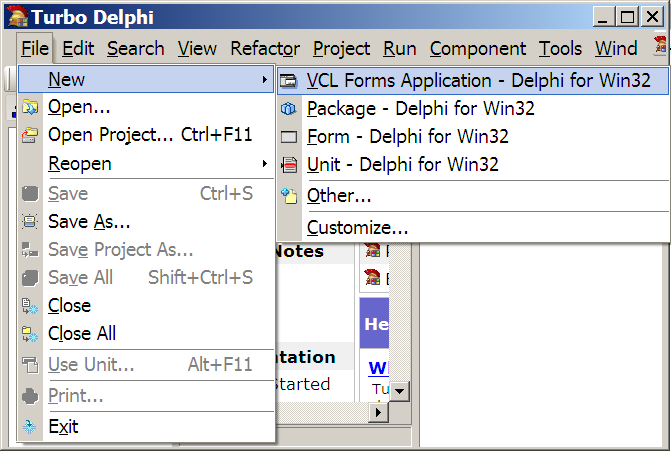 Turbo Delphi
File Edit Search View Refactor Project Run Component Tools Wind
New
Open...
Open Project... Ctrl+F11
Reopen
Save Ctrl+S
Save As...
Save Project As...
Save All Shift+Ctrl+S
Close
Close All
Use Unit... Alt+F11
Print...
Exit
VCL Forms Application - Delphi for Win32
Package - Delphi for Win32
Form - Delphi for Win32
Unit - Delphi for Win32
Other...
Customize...
Notes
tation
Started
He
W
Tu